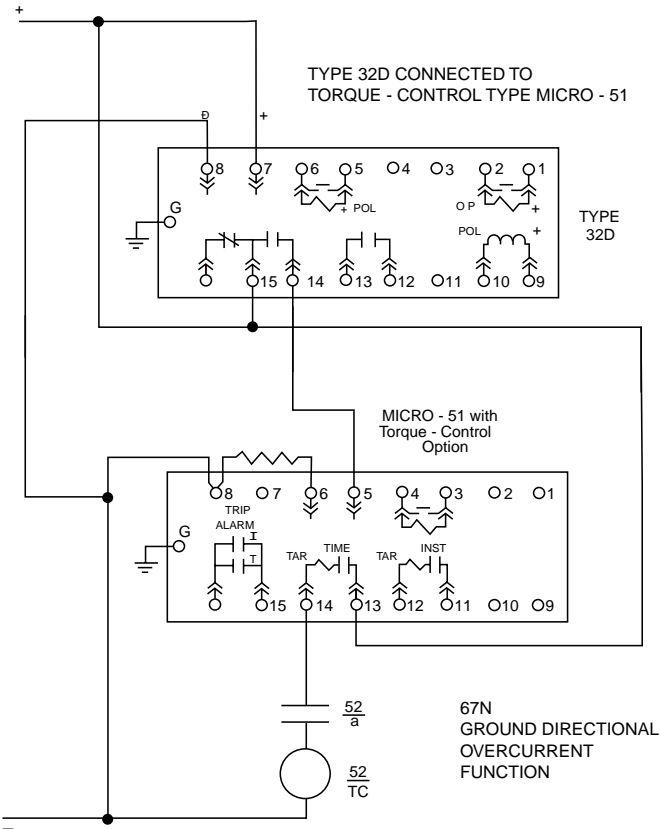 +
TYPE 32D CONNECTED TO
TORQUE - CONTROL TYPE MICRO - 51
Đ +
8 7 6 5 4 3 2 1
G
+ POL
O P +
TYPE
32D
POL +
15 14 13 12 11 10 9
MICRO - 51 with
Torque - Control
Option
8 7 6 5 4 3 2 1
TRIP
ALARM
I
T
G
TAR TIME TAR INST
15 14 13 12 11 10 9
52
a
52
TC
67N
GROUND DIRECTIONAL
OVERCURRENT
FUNCTION
–